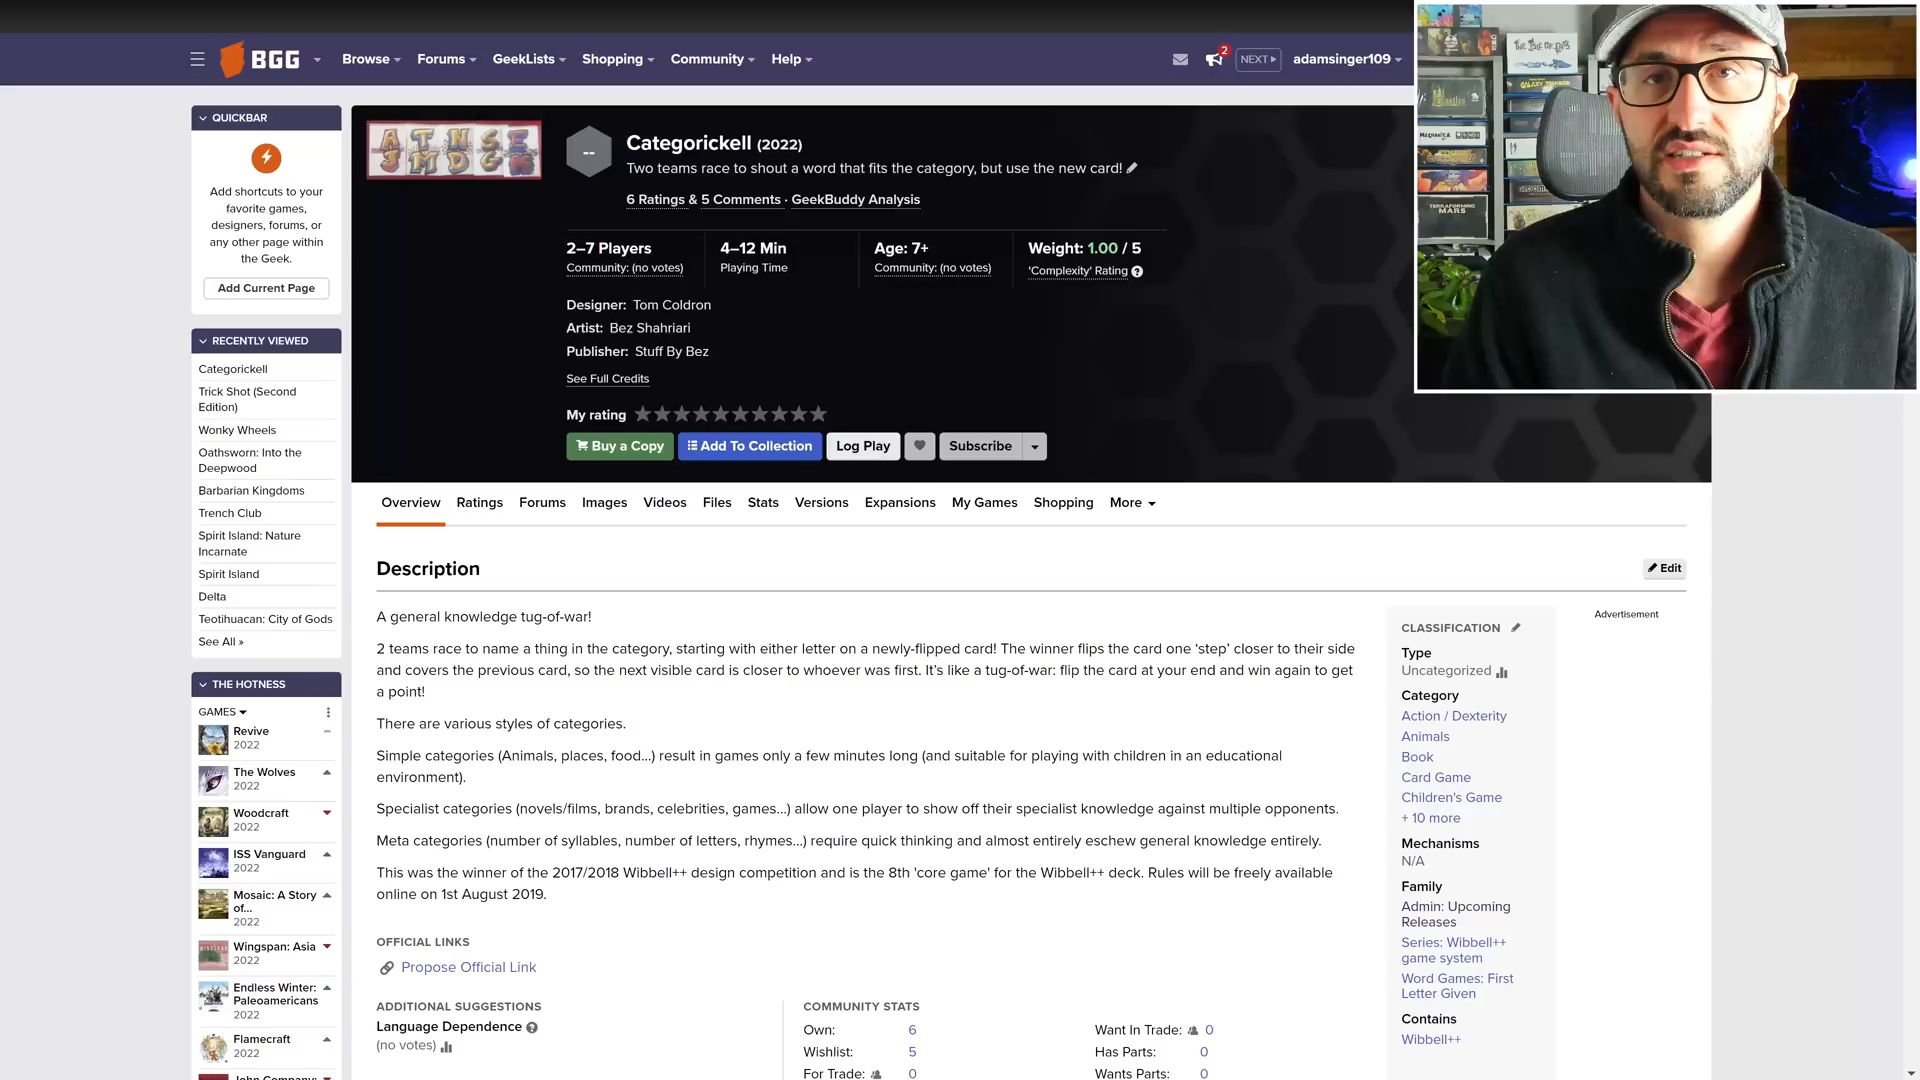 BGG
Browse
Forums
GeekLists
Shopping
Community
Help
2
NEXT
adamsinger109
QUICKBAR
Add shortcuts to your
favorite games,
designers, forums, or
any other page within
the Geek.
Add Current Page
RECENTLY VIEWED
Categorickell
Trick Shot (Second
Edition)
Wonky Wheels
Oathsworn: Into the
Deepwood
Barbarian Kingdoms
Trench Club
Spirit Island: Nature
Incarnate
Spirit Island
Delta
Teotihuacan: City of Gods
See All »
THE HOTNESS
GAMES
Revive
2022
The Wolves
2022
Woodcraft
2022
ISS Vanguard
2022
Mosaic: A Story
of...
2022
Wingspan: Asia
2022
Endless Winter:
Paleoamericans
2022
Flamecraft
2022
John Company:
ATNSE
JMDG
--
Categorickell (2022)
Two teams race to shout a word that fits the category, but use the new card!
6 Ratings & 5 Comments · GeekBuddy Analysis
2–7 Players
Community: (no votes)
4–12 Min
Playing Time
Age: 7+
Community: (no votes)
Weight: 1.00 / 5
'Complexity' Rating
Designer: Tom Coldron
Artist: Bez Shahriari
Publisher: Stuff By Bez
See Full Credits
My rating
Buy a Copy
Add To Collection
Log Play
Subscribe
Overview
Ratings
Forums
Images
Videos
Files
Stats
Versions
Expansions
My Games
Shopping
More
Description
Edit
A general knowledge tug-of-war!
2 teams race to name a thing in the category, starting with either letter on a newly-flipped card! The winner flips the card one ‘step’ closer to their side
and covers the previous card, so the next visible card is closer to whoever was first. It’s like a tug-of-war: flip the card at your end and win again to get
a point!
There are various styles of categories.
Simple categories (Animals, places, food...) result in games only a few minutes long (and suitable for playing with children in an educational
environment).
Specialist categories (novels/films, brands, celebrities, games...) allow one player to show off their specialist knowledge against multiple opponents.
Meta categories (number of syllables, number of letters, rhymes...) require quick thinking and almost entirely eschew general knowledge entirely.
This was the winner of the 2017/2018 Wibbell++ design competition and is the 8th 'core game' for the Wibbell++ deck. Rules will be freely available
online on 1st August 2019.
OFFICIAL LINKS
Propose Official Link
ADDITIONAL SUGGESTIONS
Language Dependence
(no votes)
COMMUNITY STATS
Own: 6
Wishlist: 5
For Trade: 0
Want In Trade: 0
Has Parts: 0
Wants Parts: 0
Advertisement
CLASSIFICATION
Type
Uncategorized
Category
Action / Dexterity
Animals
Book
Card Game
Children's Game
+ 10 more
Mechanisms
N/A
Family
Admin: Upcoming
Releases
Series: Wibbell++
game system
Word Games: First
Letter Given
Contains
Wibbell++
TERRAFORMING
MARS